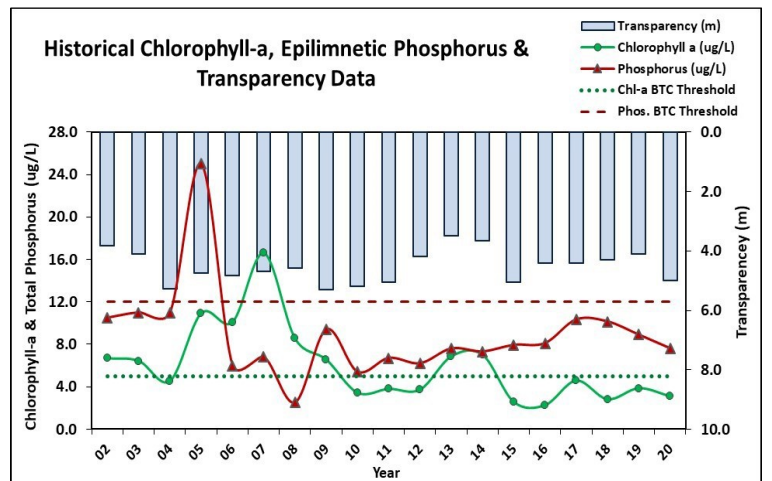 Historical Chlorophyll-a, Epilimnetic Phosphorus &
Transparency Data
Transparency (m)
Chlorophyll a (ug/L)
Phosphorus (ug/L)
Chl-a BTC Threshold
Phos. BTC Threshold
Chlorophyll-a & Total Phosphorus (ug/L)
28.0
24.0
20.0
16.0
12.0
8.0
4.0
0.0
0.0
2.0
4.0
6.0
8.0
10.0
Transparencey (m)
02 03 04 05 06 07 08 09 10 11 12 13 14 15 16 17 18 19 20
Year